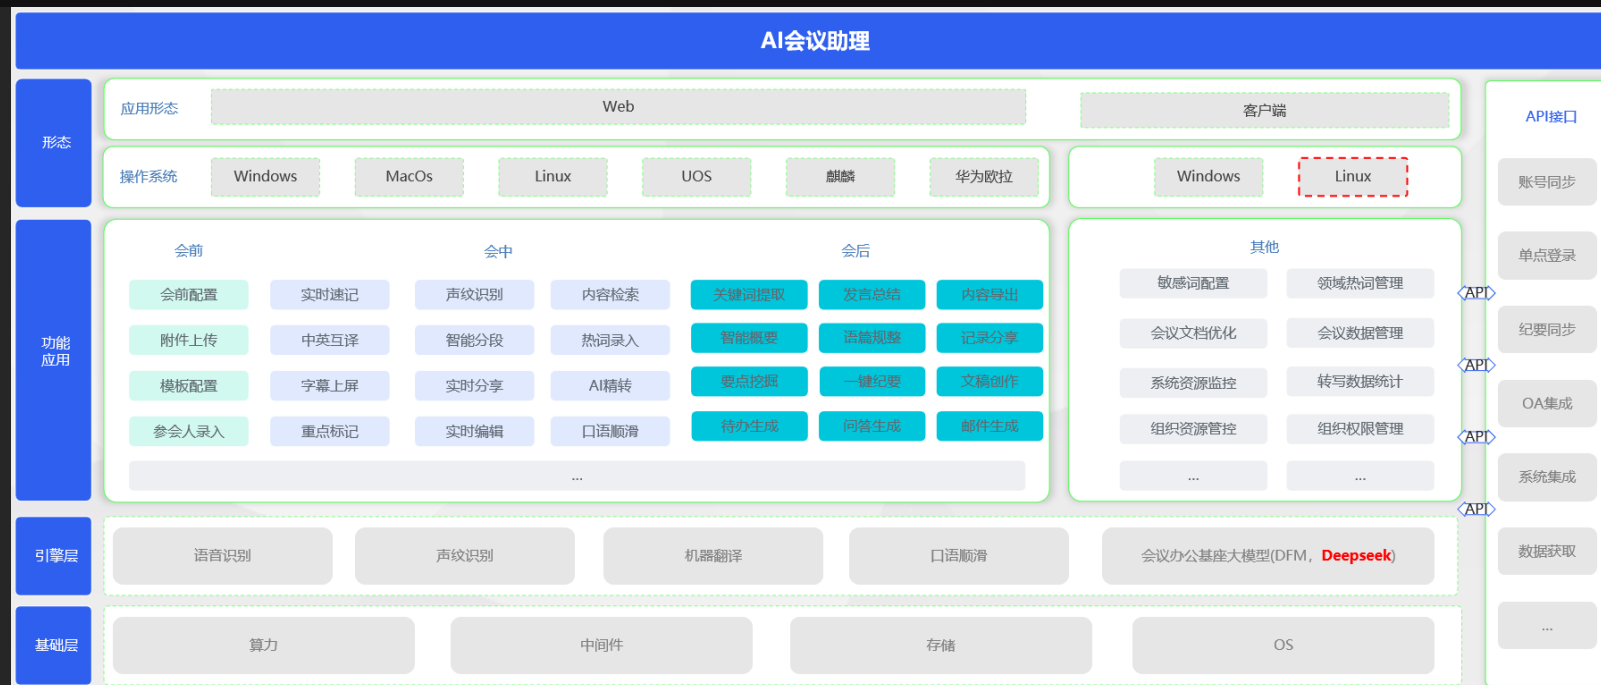 AI会议助理
形态
应用形态
Web
客户端
操作系统
Windows
MacOs
Linux
UOS
麒麟
华为欧拉
Windows
Linux
功能
应用
会前
会中
会后
会前配置
实时速记
声纹识别
内容检索
关键词提取
发言总结
内容导出
附件上传
中英互译
智能分段
热词录入
智能概要
语篇规整
记录分享
模板配置
字幕上屏
实时分享
AI精转
要点挖掘
一键纪要
文稿创作
参会人录入
重点标记
实时编辑
口语顺滑
待办生成
问答生成
邮件生成
...
其他
敏感词配置
领域热词管理
会议文档优化
会议数据管理
系统资源监控
转写数据统计
组织资源管控
组织权限管理
...
...
API
API
API
API
API接口
账号同步
单点登录
纪要同步
OA集成
系统集成
数据获取
...
引擎层
语音识别
声纹识别
机器翻译
口语顺滑
会议办公基座大模型(DFM，Deepseek)
基础层
算力
中间件
存储
OS